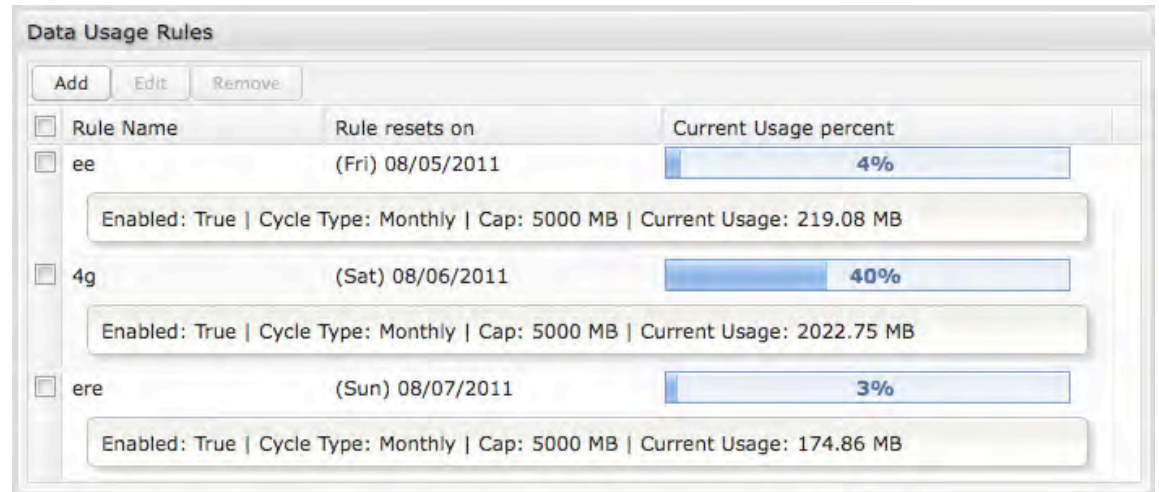 Data Usage Rules
Add Edit Remove
Rule Name Rule resets on Current Usage percent
ee (Fri) 08/05/2011 4%
Enabled: True | Cycle Type: Monthly | Cap: 5000 MB | Current Usage: 219.08 MB
4g (Sat) 08/06/2011 40%
Enabled: True | Cycle Type: Monthly | Cap: 5000 MB | Current Usage: 2022.75 MB
ere (Sun) 08/07/2011 3%
Enabled: True | Cycle Type: Monthly | Cap: 5000 MB | Current Usage: 174.86 MB